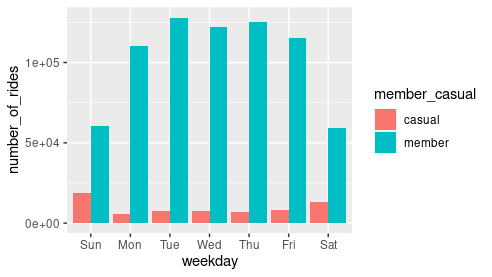 number_of_rides
1e+05
5e+04
0e+00
Sun Mon Tue Wed Thu Fri Sat
weekday
member_casual
casual
member